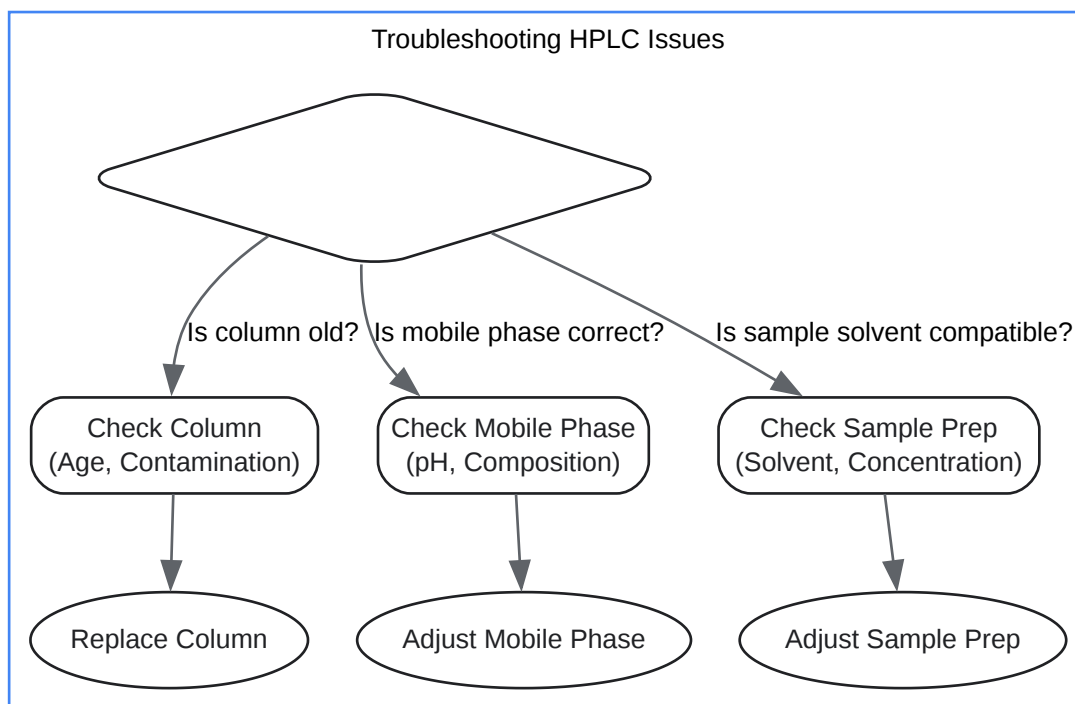 Troubleshooting HPLC Issues
Is column old?
Is mobile phase correct?
Is sample solvent compatible?
Check Column
(Age, Contamination)
Check Mobile Phase
(pH, Composition)
Check Sample Prep
(Solvent, Concentration)
Replace Column
Adjust Mobile Phase
Adjust Sample Prep